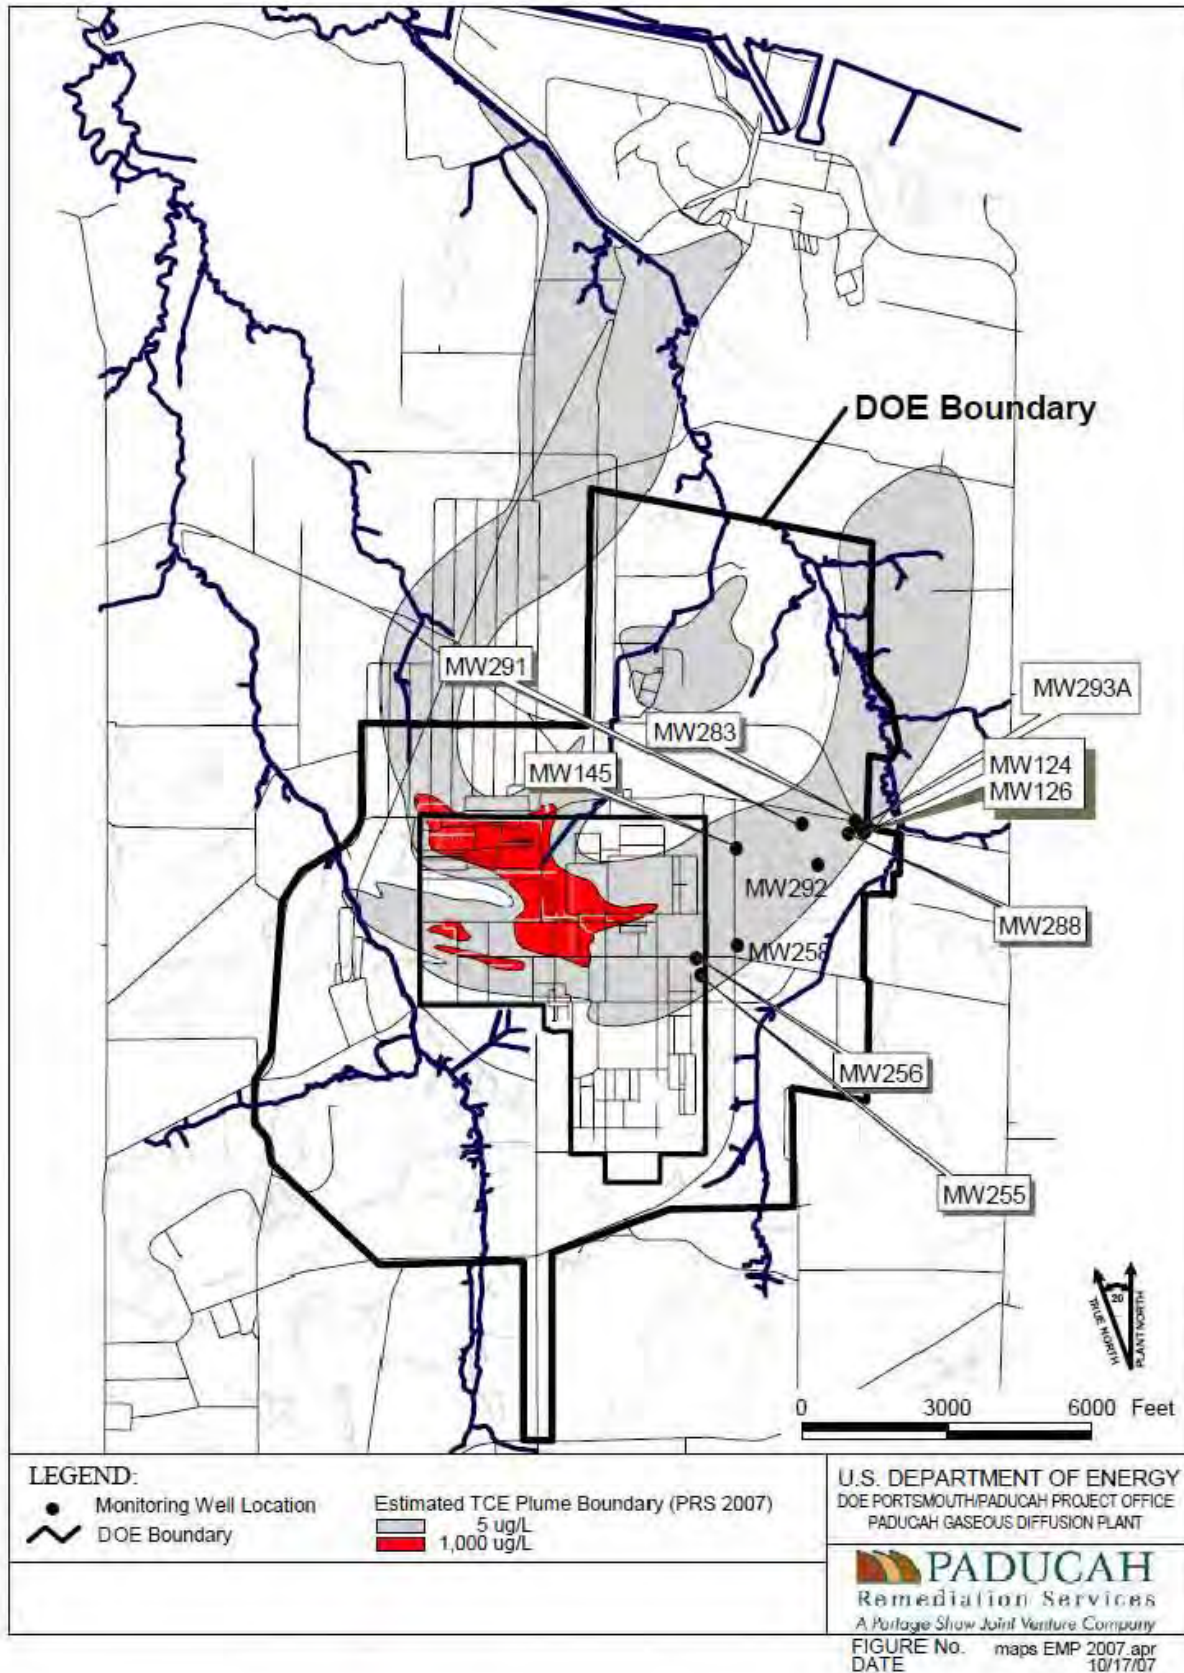 DOE Boundary
MW291
MW293A
MW283
MW124
MW126
MW145
MW292
MW288
MW258
MW256
MW255
20
TRUE NORTH
PLANT NORTH
0 3000 6000 Feet
LEGEND:
Monitoring Well Location
DOE Boundary
Estimated TCE Plume Boundary (PRS 2007)
5 ug/L
1,000 ug/L
U.S. DEPARTMENT OF ENERGY
DOE PORTSMOUTH/PADUCAH PROJECT OFFICE
PADUCAH GASEOUS DIFFUSION PLANT
PADUCAH
Remediation Services
A Portage Shaw Joint Venture Company
FIGURE No. maps EMP 2007.apr
DATE 10/17/07